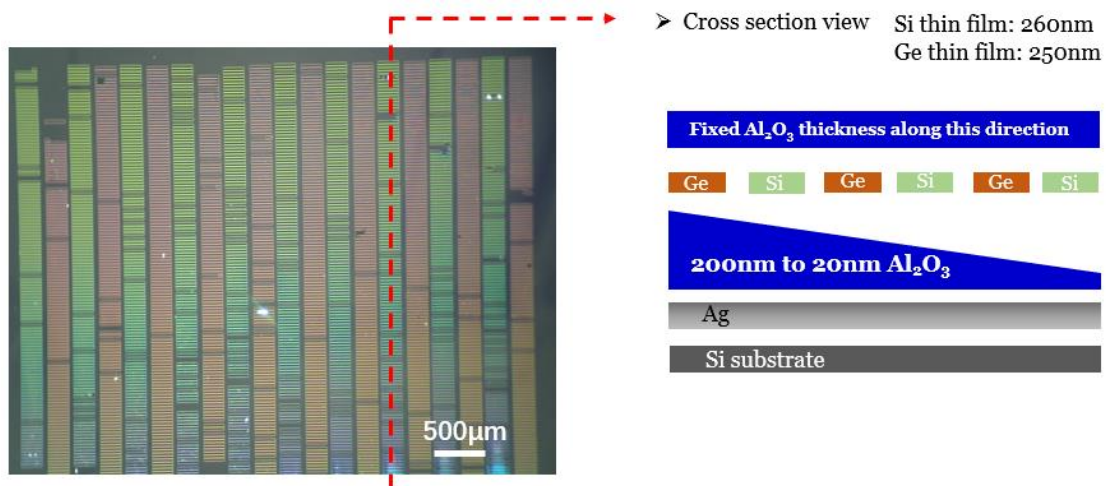 ➢ Cross section view
Si thin film: 260nm
Ge thin film: 250nm
Fixed Al₂O₃ thickness along this direction
Ge Si Ge Si Ge Si
200nm to 20nm Al₂O₃
Ag
Si substrate
500μm